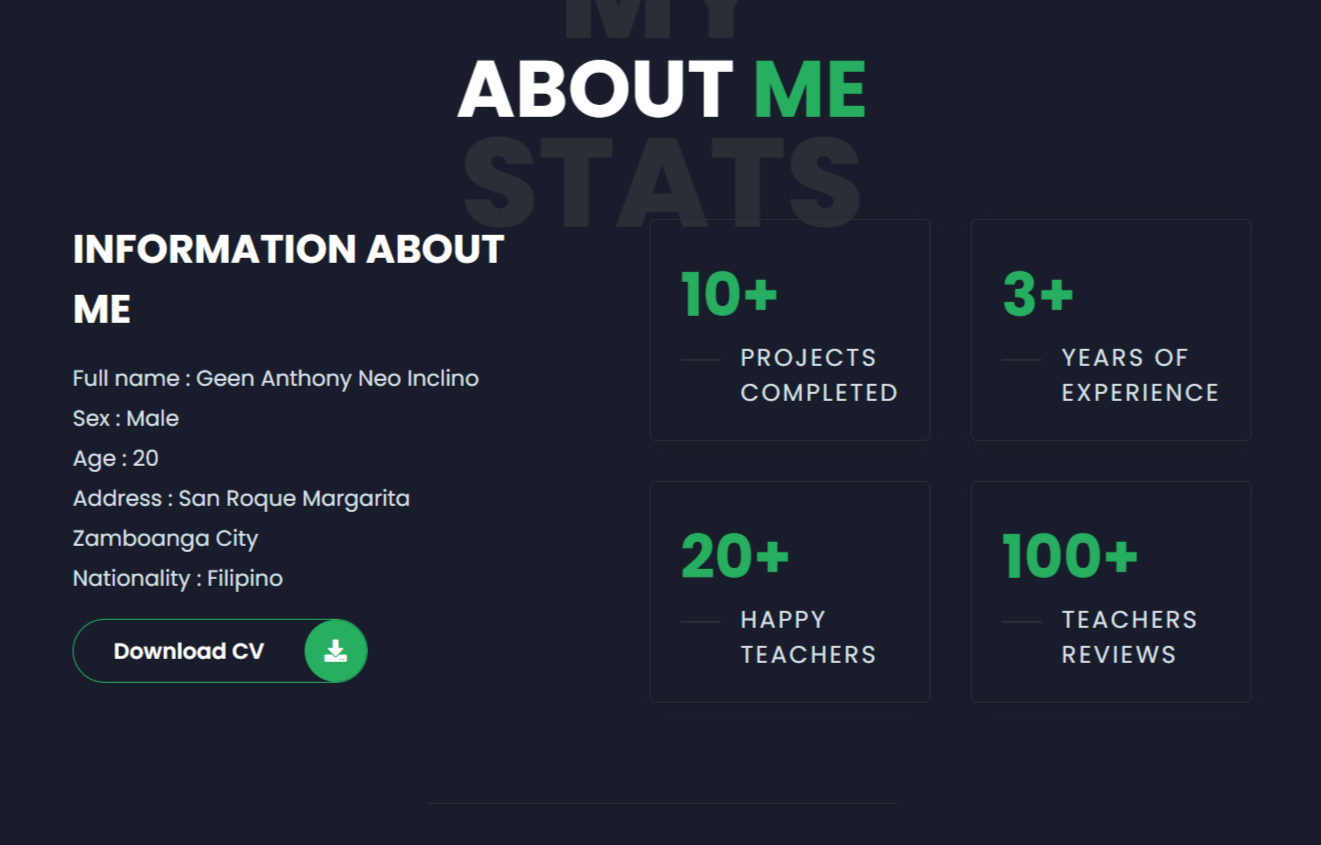 MY
ABOUT ME
STATS
INFORMATION ABOUT
ME
Full name : Geen Anthony Neo Inclino
Sex : Male
Age : 20
Address : San Roque Margarita
Zamboanga City
Nationality : Filipino
Download CV
10+
PROJECTS
COMPLETED
3+
YEARS OF
EXPERIENCE
20+
HAPPY
TEACHERS
100+
TEACHERS
REVIEWS